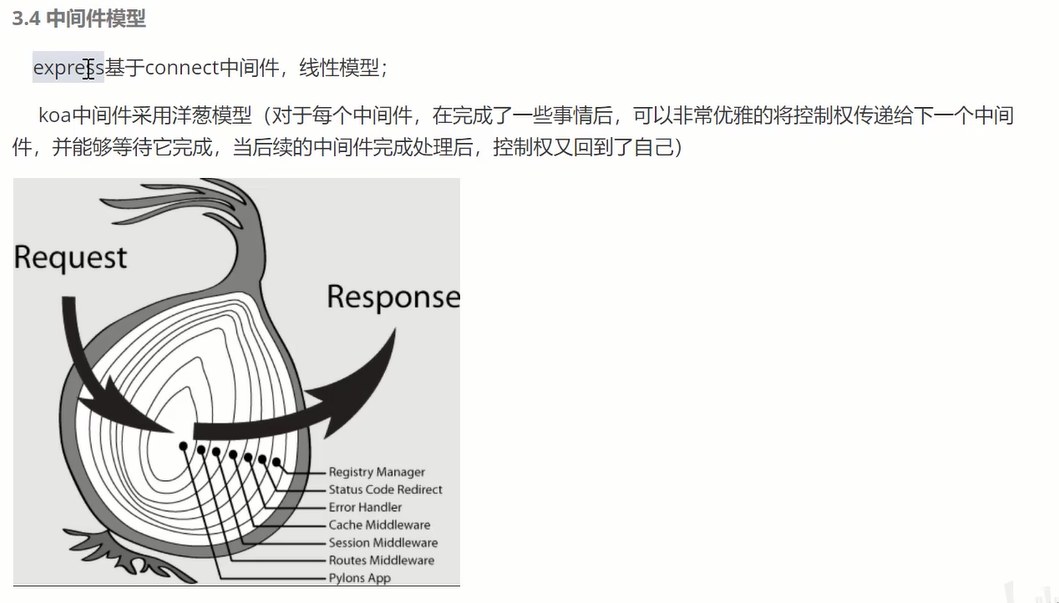 3.4 中间件模型
express基于connect中间件，线性模型；
koa中间件采用洋葱模型（对于每个中间件，在完成了一些事情后，可以非常优雅的将控制权传递给下一个中间
件，并能够等待它完成，当后续的中间件完成处理后，控制权又回到了自己）
Request
Response
Registry Manager
Status Code Redirect
Error Handler
Cache Middleware
Session Middleware
Routes Middleware
Pylons App